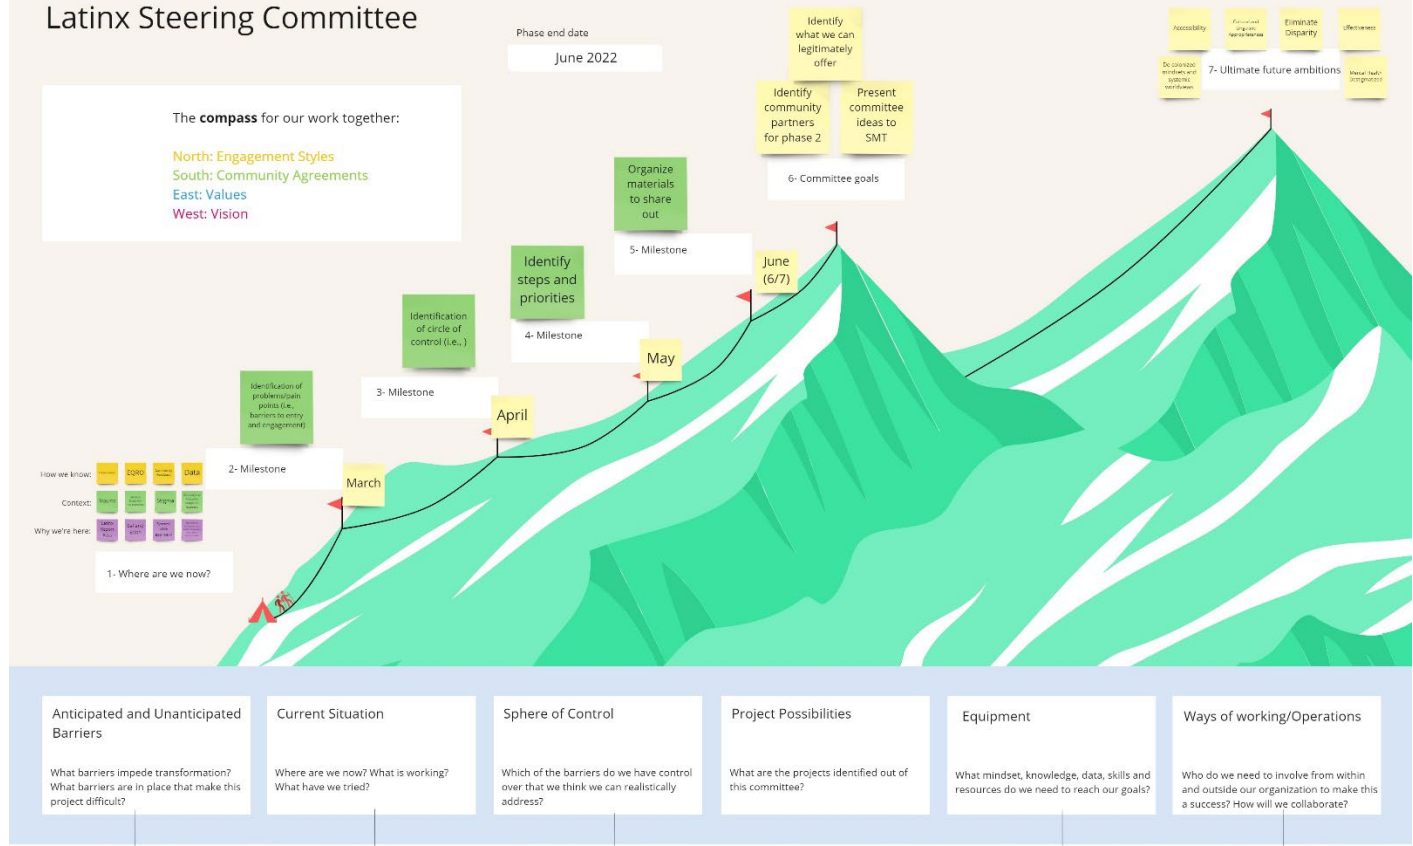 Latinx Steering Committee
Phase end date
June 2022
The compass for our work together:
North: Engagement Styles
South: Community Agreements
East: Values
West: Vision
Identify
what we can
legitimately
offer
Identify
community
partners
for phase 2
Present
committee
ideas to
SMT
6- Committee goals
Accessibility
Eliminate
Disparity
Effectiveness
De-colonized
mindsets and
systemic
worldviews
7- Ultimate future ambitions
Mental Health
Organize
materials
to share
out
5- Milestone
June
(6/7)
Identify
steps and
priorities
4- Milestone
May
Identification
of circle of
control (i.e., )
3- Milestone
April
Identification of
problems/pain
points (i.e.,
barriers to entry
and engagement)
2- Milestone
March
How we know:
EQRO
Data
Context:
Stigma
Why we're here:
1- Where are we now?
Anticipated and Unanticipated
Barriers
What barriers impede transformation?
What barriers are in place that make this
project difficult?
Current Situation
Where are we now? What is working?
What have we tried?
Sphere of Control
Which of the barriers do we have control
over that we think we can realistically
address?
Project Possibilities
What are the projects identified out of
this committee?
Equipment
What mindset, knowledge, data, skills and
resources do we need to reach our goals?
Ways of working/Operations
Who do we need to involve from within
and outside our organization to make this
a success? How will we collaborate?